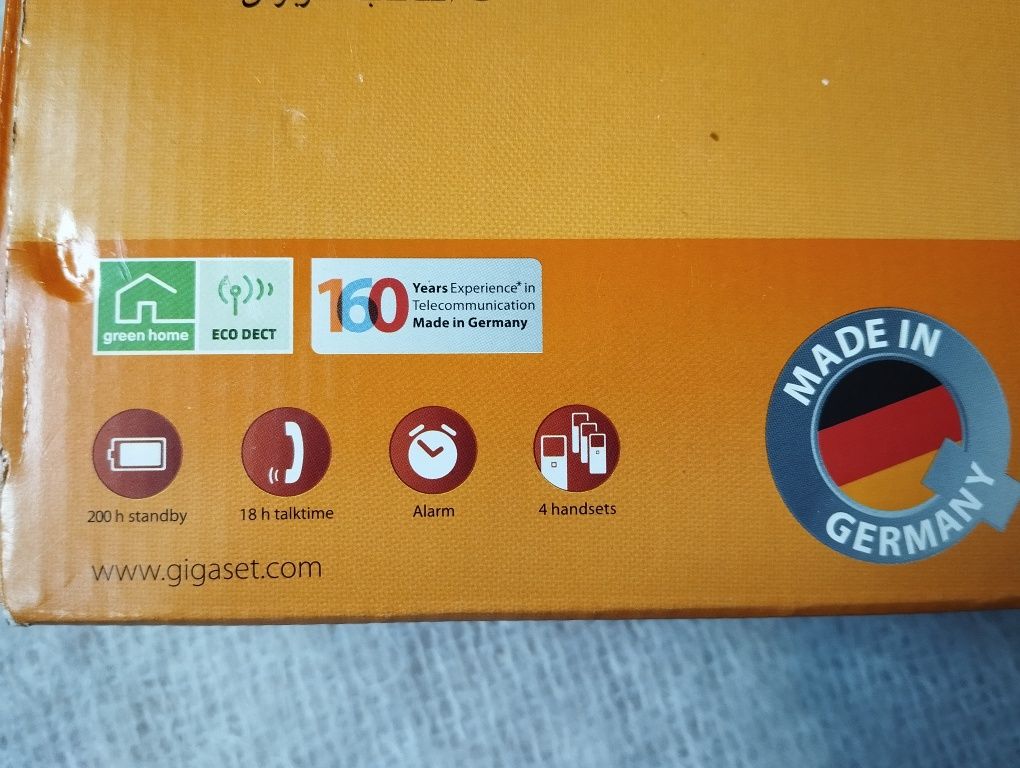 green home
ECO DECT
160
Years Experience* in
Telecommunication
Made in Germany
MADE IN
GERMANY
200 h standby
18 h talktime
Alarm
4 handsets
www.gigaset.com